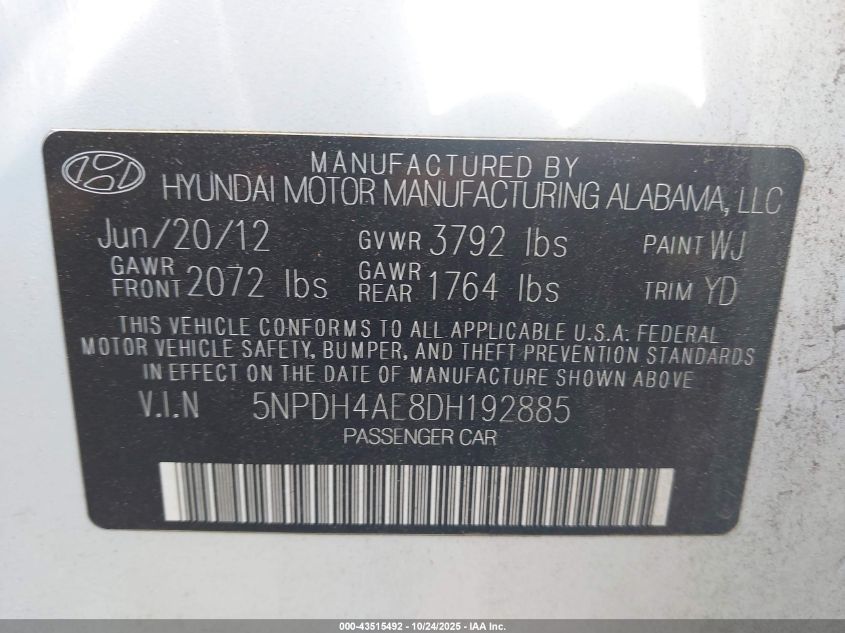 MANUFACTURED BY
HYUNDAI MOTOR MANUFACTURING ALABAMA, LLC
Jun/20/12 GVWR 3792 lbs PAINT WJ
GAWR FRONT 2072 lbs GAWR REAR 1764 lbs TRIM YD
THIS VEHICLE CONFORMS TO ALL APPLICABLE U.S.A. FEDERAL
MOTOR VEHICLE SAFETY, BUMPER, AND THEFT PREVENTION STANDARDS
IN EFFECT ON THE DATE OF MANUFACTURE SHOWN ABOVE
V.I.N 5NPDH4AE8DH192885
PASSENGER CAR
000-43515492 - 10/24/2025 - IAA Inc.